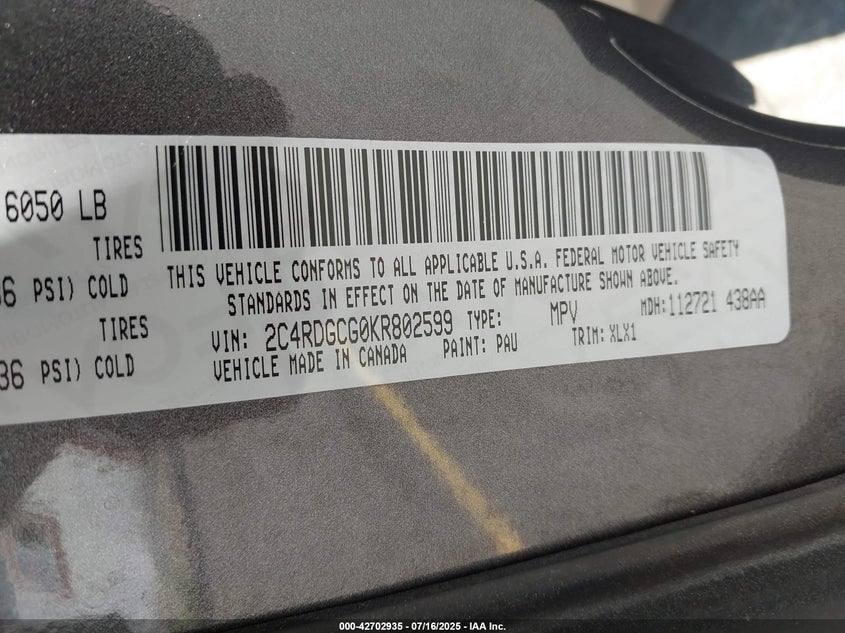 6050 LB
TIRES
36 PSI) COLD
TIRES
36 PSI) COLD
THIS VEHICLE CONFORMS TO ALL APPLICABLE U.S.A. FEDERAL MOTOR VEHICLE SAFETY
STANDARDS IN EFFECT ON THE DATE OF MANUFACTURE SHOWN ABOVE.
VIN: 2C4RDGCG0KR802599 TYPE: MPV MDH:112721 438AA
VEHICLE MADE IN CANADA PAINT: PAU TRIM: XLX1
000-42702935 - 07/16/2025 - IAA Inc.